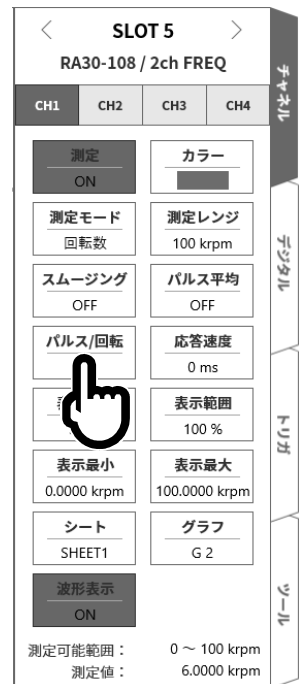 SLOT 5
RA30-108 / 2ch FREQ
CH1 CH2 CH3 CH4
測定 カラー
ON
測定モード 測定レンジ
回転数 100 krpm
スムージング パルス平均
OFF OFF
パルス/回転 応答速度
0 ms
表示範囲
100 %
表示最小 表示最大
0.0000 krpm 100.0000 krpm
シート グラフ
SHEET1 G 2
波形表示
ON
測定可能範囲： 0 ～ 100 krpm
測定値： 6.0000 krpm
チャネル
デジタル
トリガ
ツール